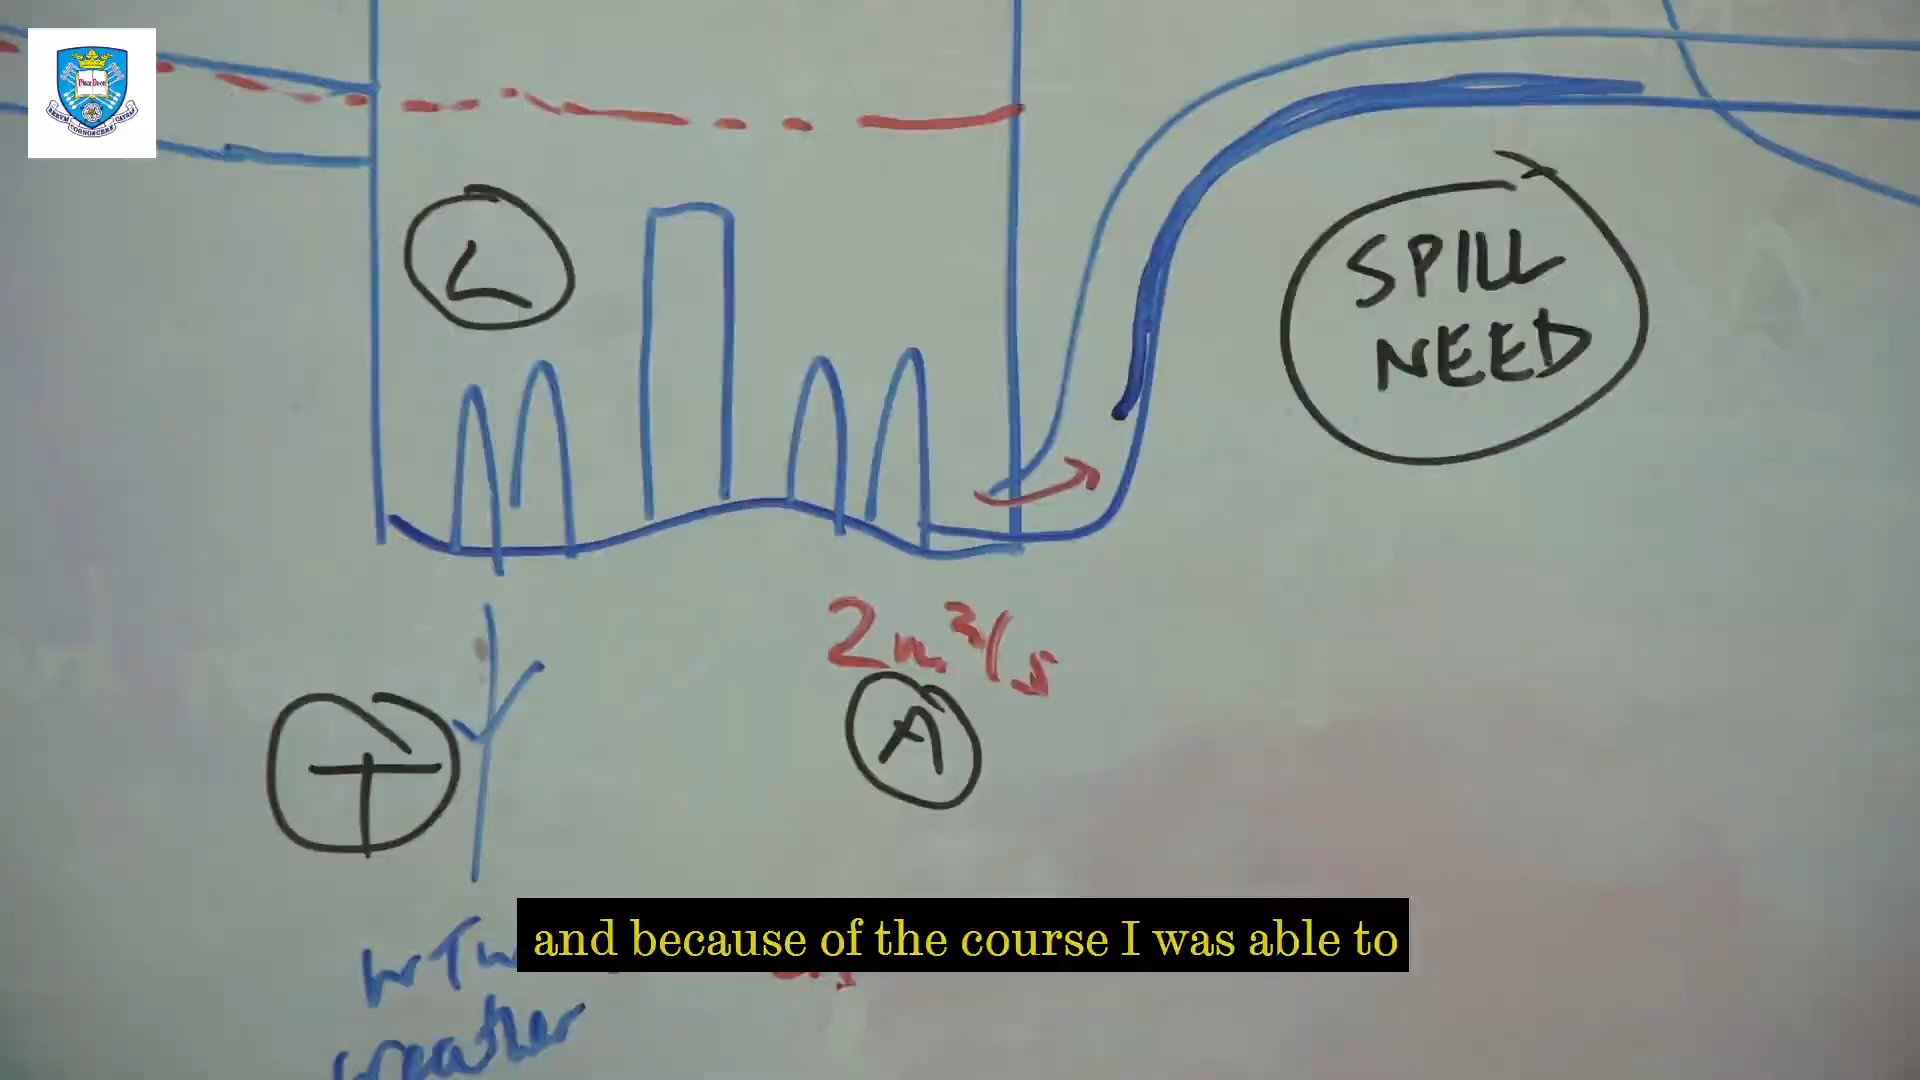 L
SPILL
NEED
2m³/s
A
T
weather
and because of the course I was able to